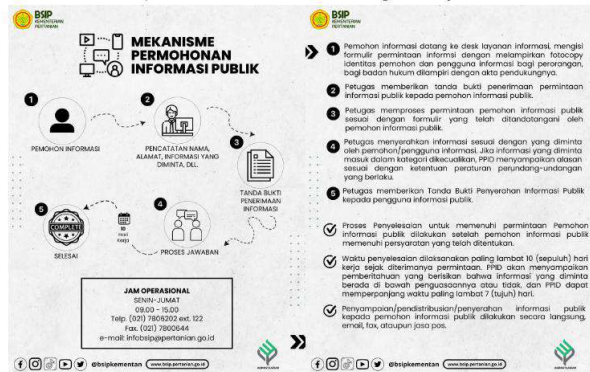 BSIP
KEMENTERIAN
PERTANIAN
MEKANISME
PERMOHONAN
INFORMASI PUBLIK
1
PEMOHON INFORMASI
2
PENCATATAN NAMA,
ALAMAT, INFORMASI YANG
DIMINTA, DLL.
3
TANDA BUKTI
PENERIMAAN
INFORMASI
4
PROSES JAWABAN
10
Hari
Kerja
5
COMPLETE
SELESAI
JAM OPERASIONAL
SENIN-JUMAT
09.00 - 15.00
Telp. (021) 7806202 ext. 122
Fax. (021) 7800644
e-mail: infobsip@pertanian.go.id
@bsipkementan
www.bsip.pertanian.go.id
BSIP
KEMENTERIAN
PERTANIAN
1 Pemohon informasi datang ke desk layanan informasi, mengisi
formulir permintaan informsi dengan melampirkan fotocopy
identitas pemohon dan pengguna informasi bagi perorangan,
bagi badan hukum dilampiri dengan akta pendukungnya.
2 Petugas memberikan tanda bukti penerimaan permintaan
informasi publik kepada pemohon informasi publik.
3 Petugas memproses permintaan pemohon informasi publik
sesuai dengan formulir yang telah ditandatangani oleh
pemohon informasi publik.
4 Petugas menyerahkan informasi sesuai dengan yang diminta
oleh pemohon/pengguna informasi. Jika informasi yang diminta
masuk dalam kategori dikecualikan, PPID menyampaikan alasan
sesuai dengan ketentuan peraturan perundang-undangan
yang berlaku.
5 Petugas memberikan Tanda Bukti Penyerahan Informasi Publik
kepada pengguna informasi publik.
Proses Penyelesaian untuk memenuhi permintaan Pemohon
informasi publik dilakukan setelah pemohon informasi publik
memenuhi persyaratan yang telah ditentukan.
Waktu penyelesaian dilaksanakan paling lambat 10 (sepuluh) hari
kerja sejak diterimanya permintaan. PPID akan menyampaikan
pemberitahuan yang berisikan bahwa informasi yang diminta
berada di bawah penguasaannya atau tidak, dan PPID dapat
memperpanjang waktu paling lambat 7 (tujuh) hari.
Penyampaian/pendistribusian/penyerahan informasi publik
kepada pemohon informasi publik dilakukan secara langsung,
email, fax, ataupun jasa pos.
@bsipkementan
www.bsip.pertanian.go.id